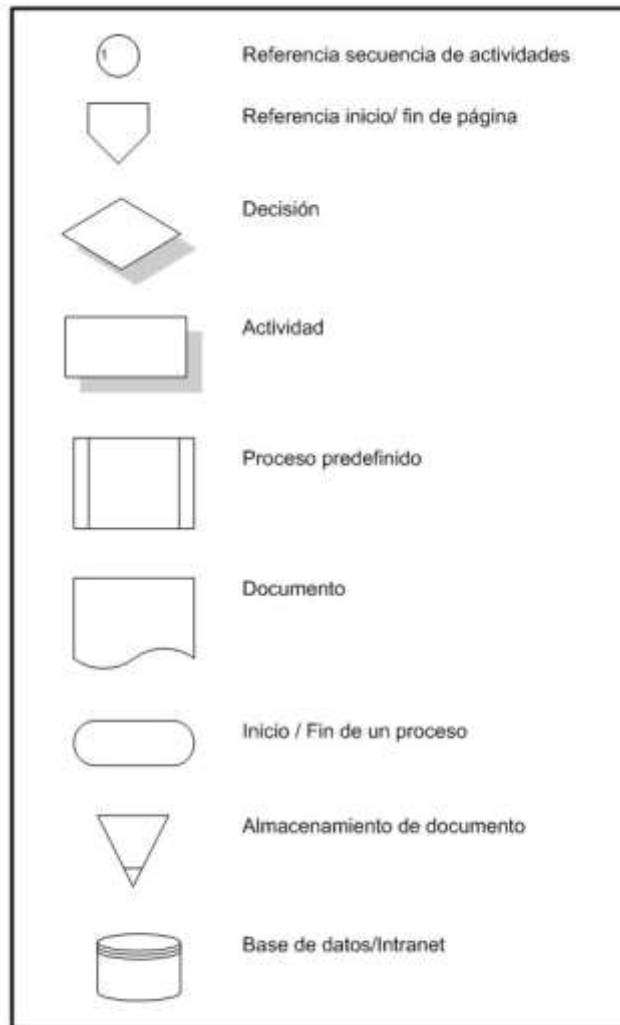 1
Referencia secuencia de actividades
Referencia inicio/ fin de página
Decisión
Actividad
Proceso predefinido
Documento
Inicio / Fin de un proceso
Almacenamiento de documento
Base de datos/Intranet